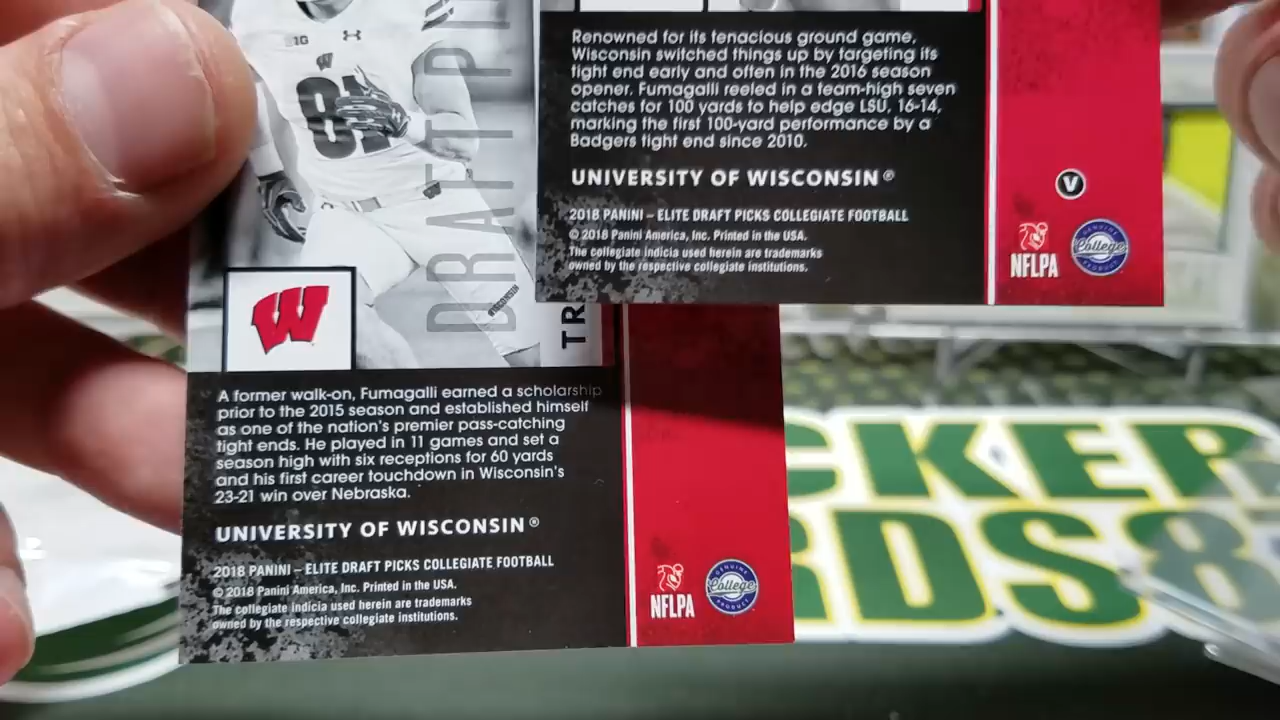 1G
W
81
DRAFT
#WISCONSIN
W
TR
A former walk-on, Fumagalli earned a scholarship
prior to the 2015 season and established himself
as one of the nation's premier pass-catching
tight ends. He played in 11 games and set a
season high with six receptions for 60 yards
and his first career touchdown in Wisconsin's
23-21 win over Nebraska.
UNIVERSITY OF WISCONSIN®
2018 PANINI – ELITE DRAFT PICKS COLLEGIATE FOOTBALL
© 2018 Panini America, Inc. Printed in the USA.
The collegiate indicia used herein are trademarks
owned by the respective collegiate institutions.
NFLPA
GENUINE
College
PRODUCT
Renowned for its tenacious ground game,
Wisconsin switched things up by targeting its
tight end early and often in the 2016 season
opener. Fumagalli reeled in a team-high seven
catches for 100 yards to help edge LSU, 16-14,
marking the first 100-yard performance by a
Badgers tight end since 2010.
UNIVERSITY OF WISCONSIN®
2018 PANINI – ELITE DRAFT PICKS COLLEGIATE FOOTBALL
© 2018 Panini America, Inc. Printed in the USA.
The collegiate indicia used herein are trademarks
owned by the respective collegiate institutions.
V
NFLPA
GENUINE
College
PRODUCT
CKER
RDS8